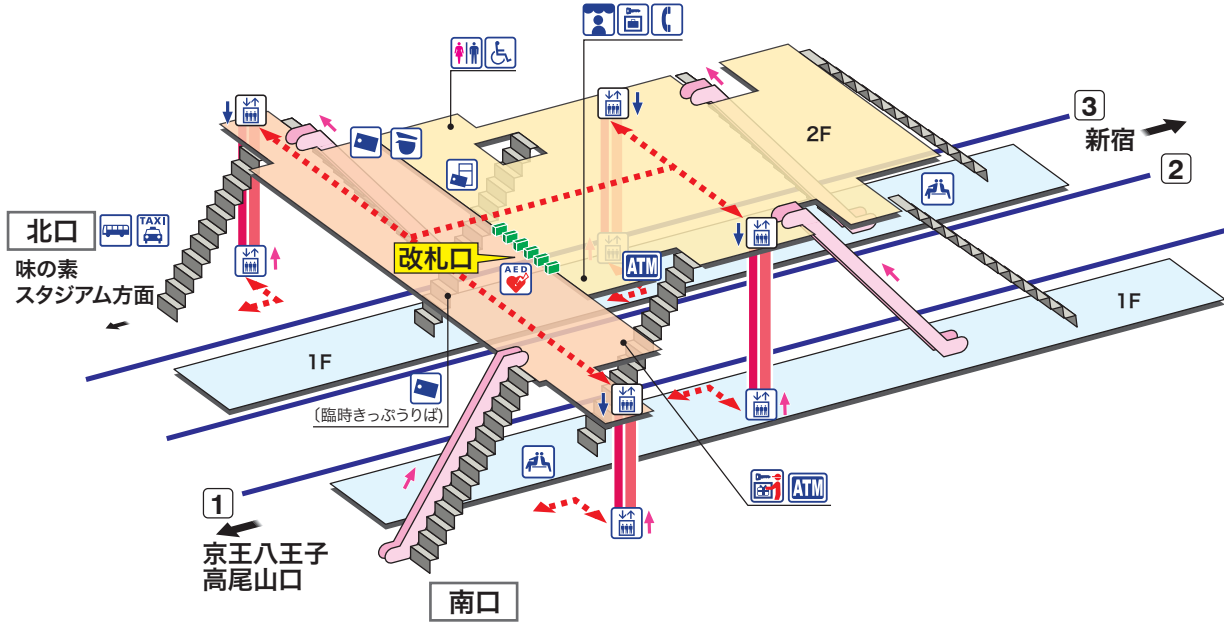 3
新宿
2F
2
北口
TAXI
味の素
スタジアム方面
改札口
AED
ATM
1F
1F
(臨時きっぷうりば)
ATM
1
京王八王子
高尾山口
南口